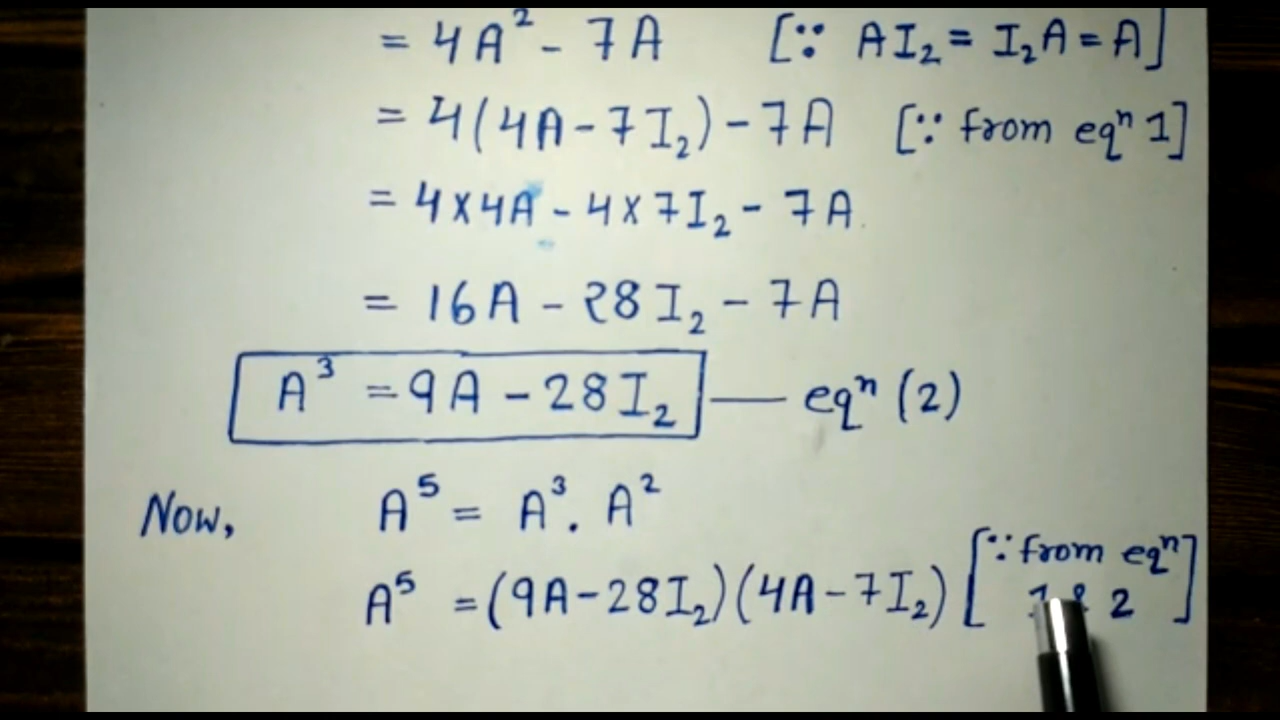 = 4A² - 7A [∵ AI₂ = I₂A = A]
= 4(4A - 7I₂) - 7A [∵ from eqⁿ 1]
= 4×4A - 4×7I₂ - 7A
= 16A - 28I₂ - 7A
A³ = 9A - 28I₂ — eqⁿ (2)
Now, A⁵ = A³. A²
A⁵ = (9A - 28I₂)(4A - 7I₂) [∵ from eqⁿ
1 & 2]